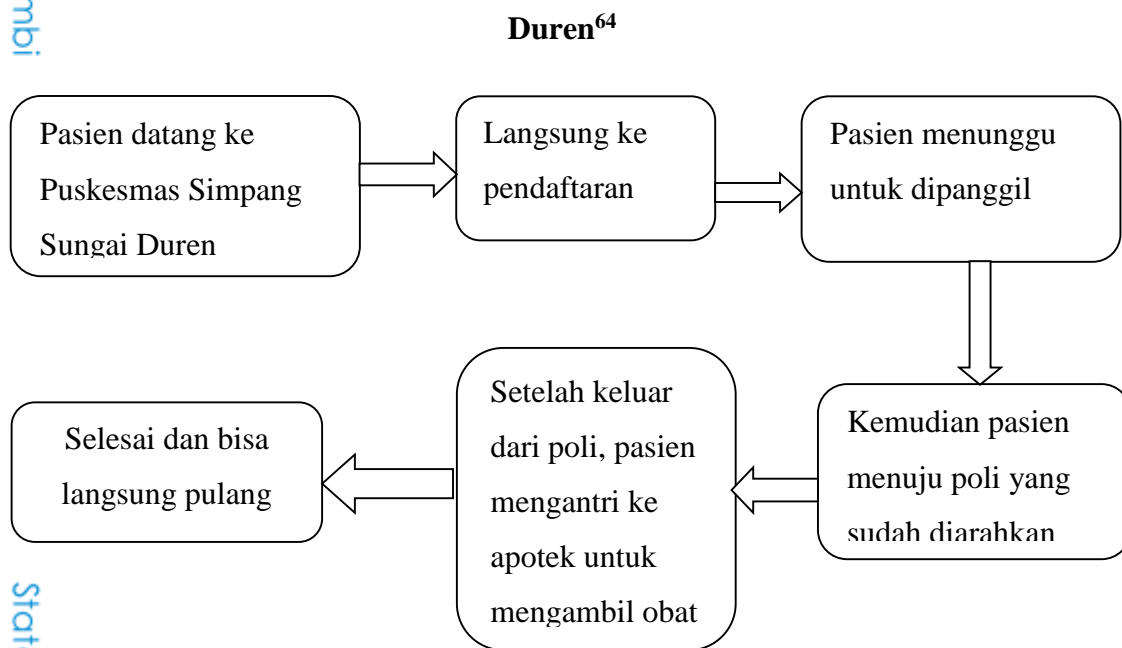 mbi
Duren⁶⁴
Pasien datang ke
Puskesmas Simpang
Sungai Duren
Langsung ke
pendaftaran
Pasien menunggu
untuk dipanggil
Kemudian pasien
menuju poli yang
sudah diarahkan
Setelah keluar
dari poli, pasien
mengantri ke
apotek untuk
mengambil obat
Selesai dan bisa
langsung pulang
State